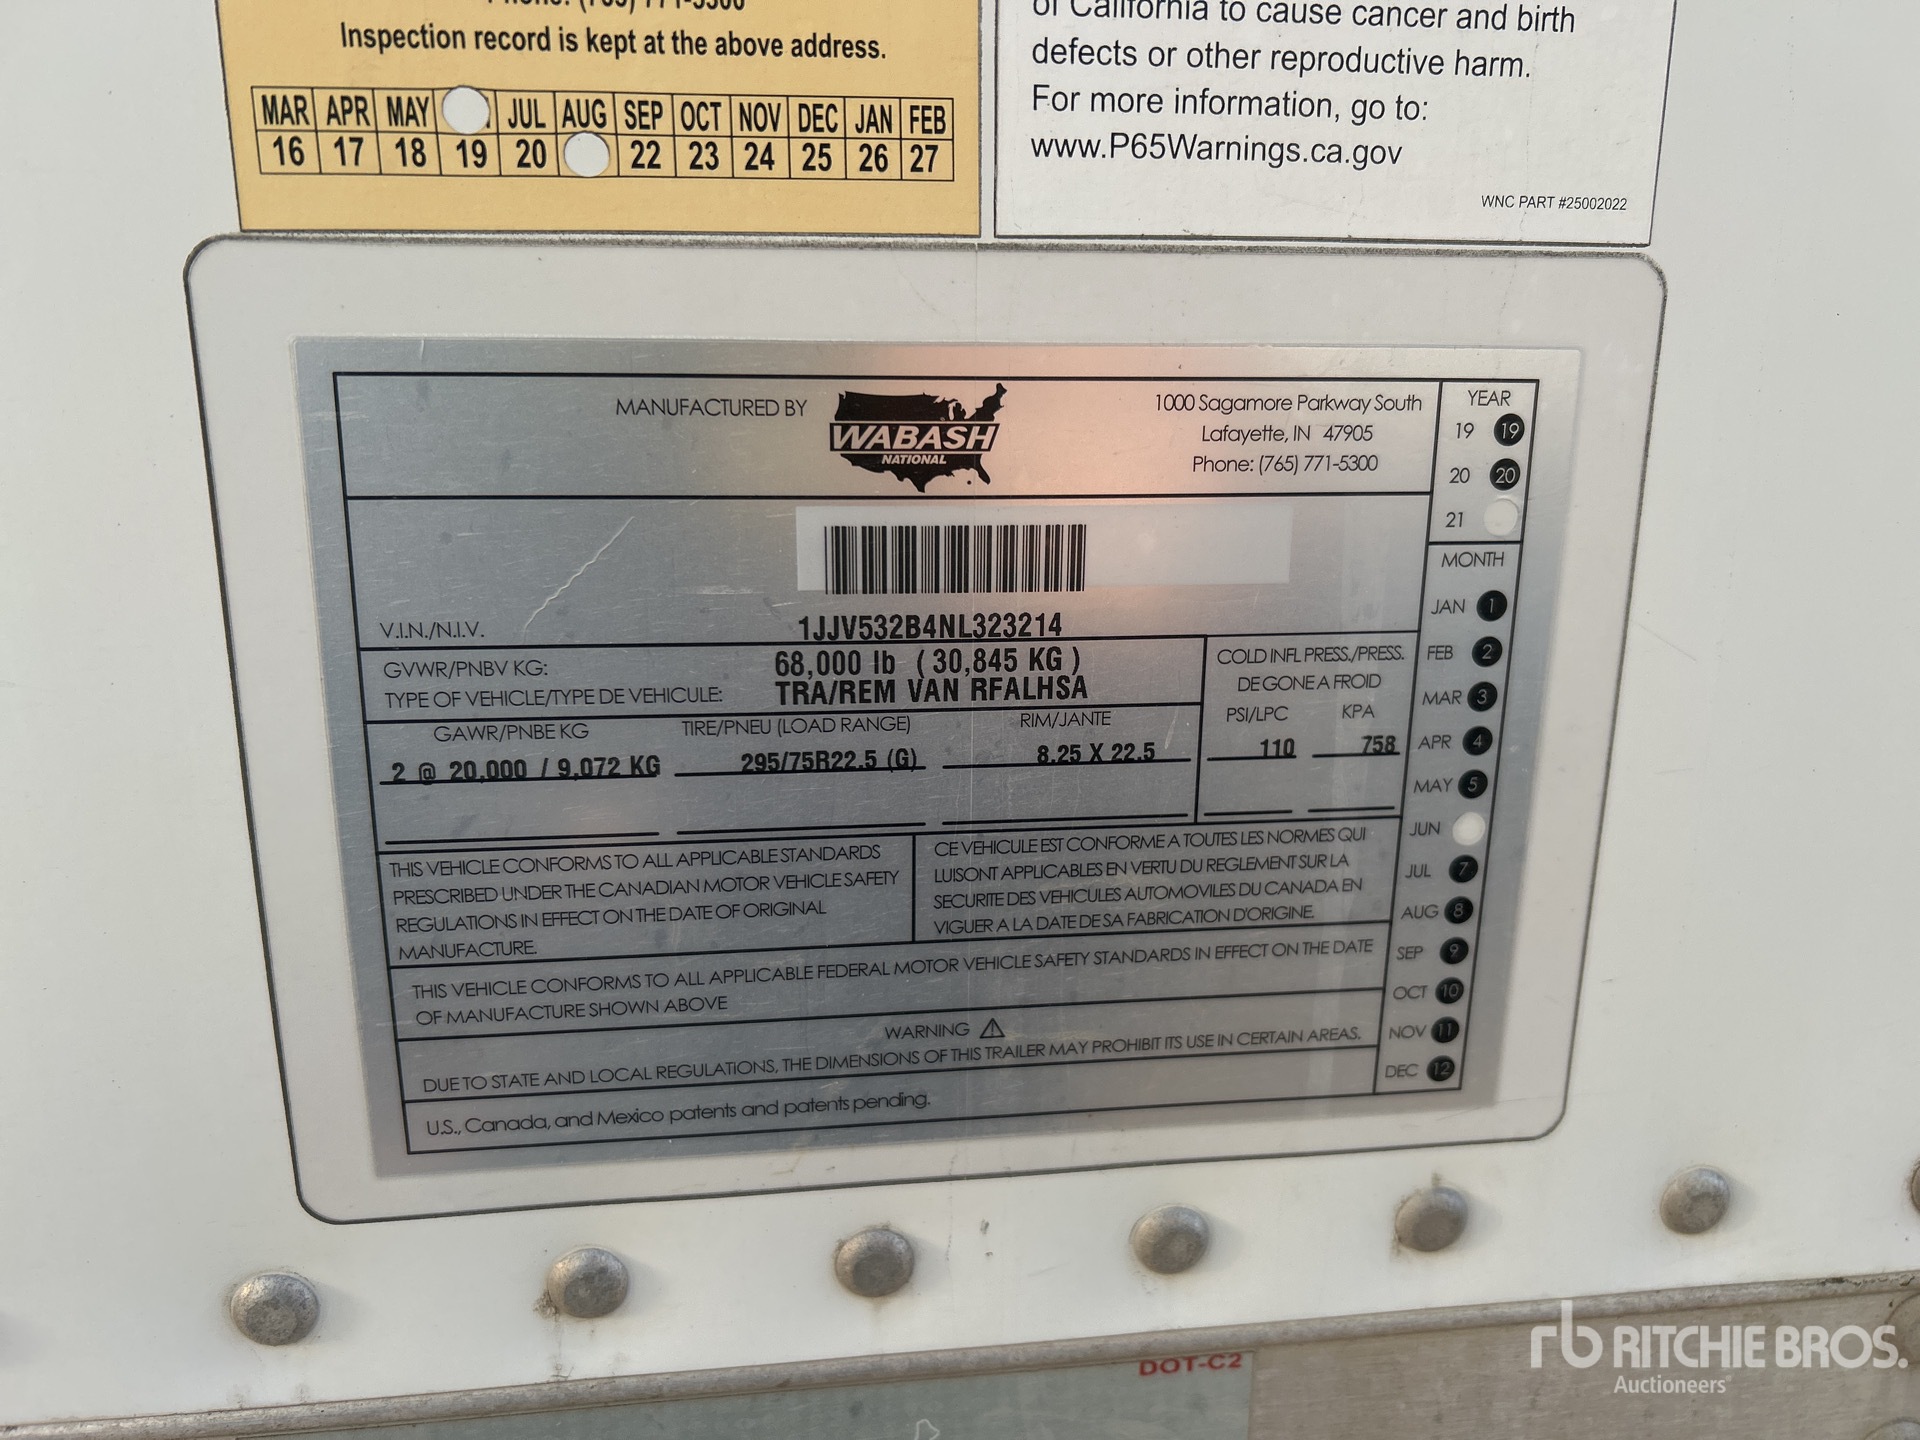 Inspection record is kept at the above address.
MAR APR MAY JUL AUG SEP OCT NOV DEC JAN FEB
16 17 18 19 20 22 23 24 25 26 27
of California to cause cancer and birth
defects or other reproductive harm.
For more information, go to:
www.P65Warnings.ca.gov
WNC PART #25002022
MANUFACTURED BY
WABASH
NATIONAL
1000 Sagamore Parkway South
Lafayette, IN 47905
Phone: (765) 771-5300
YEAR
19 19
20 20
21
V.I.N./N.I.V.
1JJV532B4NL323214
GVWR/PNBV KG:
68,000 lb ( 30,845 KG )
TYPE OF VEHICLE/TYPE DE VEHICULE:
TRA/REM VAN RFALHSA
GAWR/PNBE KG
TIRE/PNEU (LOAD RANGE)
RIM/JANTE
2 @ 20,000 / 9,072 KG
295/75R22.5 (G)
8.25 X 22.5
COLD INFL PRESS./PRESS.
DE GONE A FROID
PSI/LPC KPA
110 758
MONTH
JAN 1
FEB 2
MAR 3
APR 4
MAY 5
JUN
JUL 7
AUG 8
SEP 9
OCT 10
NOV 11
DEC 12
THIS VEHICLE CONFORMS TO ALL APPLICABLE STANDARDS
PRESCRIBED UNDER THE CANADIAN MOTOR VEHICLE SAFETY
REGULATIONS IN EFFECT ON THE DATE OF ORIGINAL
MANUFACTURE.
CE VEHICULE EST CONFORME A TOUTES LES NORMES QUI
LUISONT APPLICABLES EN VERTU DU REGLEMENT SUR LA
SECURITE DES VEHICULES AUTOMOVILES DU CANADA EN
VIGUER A LA DATE DE SA FABRICATION D'ORIGINE.
THIS VEHICLE CONFORMS TO ALL APPLICABLE FEDERAL MOTOR VEHICLE SAFETY STANDARDS IN EFFECT ON THE DATE
OF MANUFACTURE SHOWN ABOVE
WARNING
DUE TO STATE AND LOCAL REGULATIONS, THE DIMENSIONS OF THIS TRAILER MAY PROHIBIT ITS USE IN CERTAIN AREAS.
U.S., Canada, and Mexico patents and patents pending.
DOT-C2
rb RITCHIE BROS.
Auctioneers